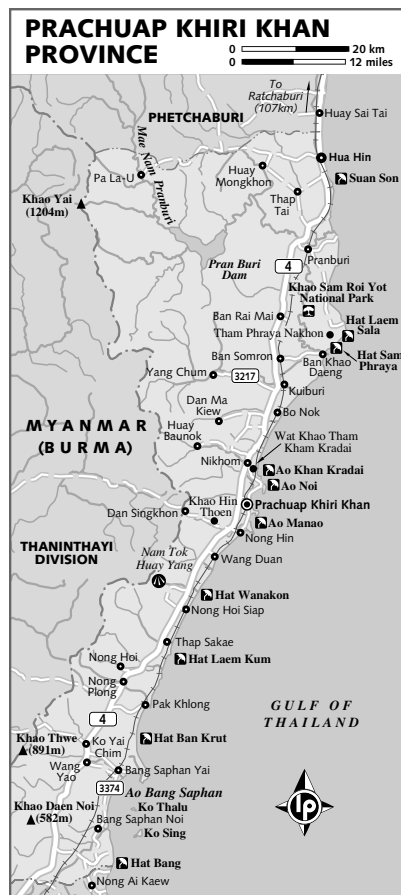 PRACHUAP KHIRI KHAN
PROVINCE
0 20 km
0 12 miles
To
Ratchaburi
(107km)
PHETCHABURI
Huay Sai Tai
Mae Nam Pranburi
Hua Hin
Pa La-U
Huay
Mongkhon
Suan Son
Khao Yai
(1204m)
Thap
Tai
Pranburi
Pran Buri
Dam
4
Khao Sam Roi Yot
National Park
Ban Rai Mai
Hat Laem
Sala
Tham Phraya Nakhon
Ban Somron
Hat Sam
Phraya
Ban Khao
Daeng
Yang Chum
3217
Kuiburi
Dan Ma
Kiew
Bo Nok
MYANMAR
(BURMA)
Huay
Baunok
Wat Khao Tham
Kham Kradai
Nikhom
Ao Khan Kradai
Ao Noi
Khao Hin
Thoen
Prachuap Khiri Khan
Dan Singkhon
Ao Manao
Nong Hin
THANINTHAYI
DIVISION
Nam Tok
Huay Yang
Wang Duan
Hat Wanakon
Nong Hoi Siap
Thap Sakae
Nong Hoi
Hat Laem Kum
Nong
Plong
Pak Khlong
GULF OF
THAILAND
4
Khao Thwe
(891m)
Ko Yai
Chim
Hat Ban Krut
Wang
Yao
Bang Saphan Yai
3374
Ao Bang Saphan
Khao Daen Noi
(582m)
Ko Thalu
Bang Saphan Noi
Ko Sing
lp
Hat Bang
Nong Ai Kaew